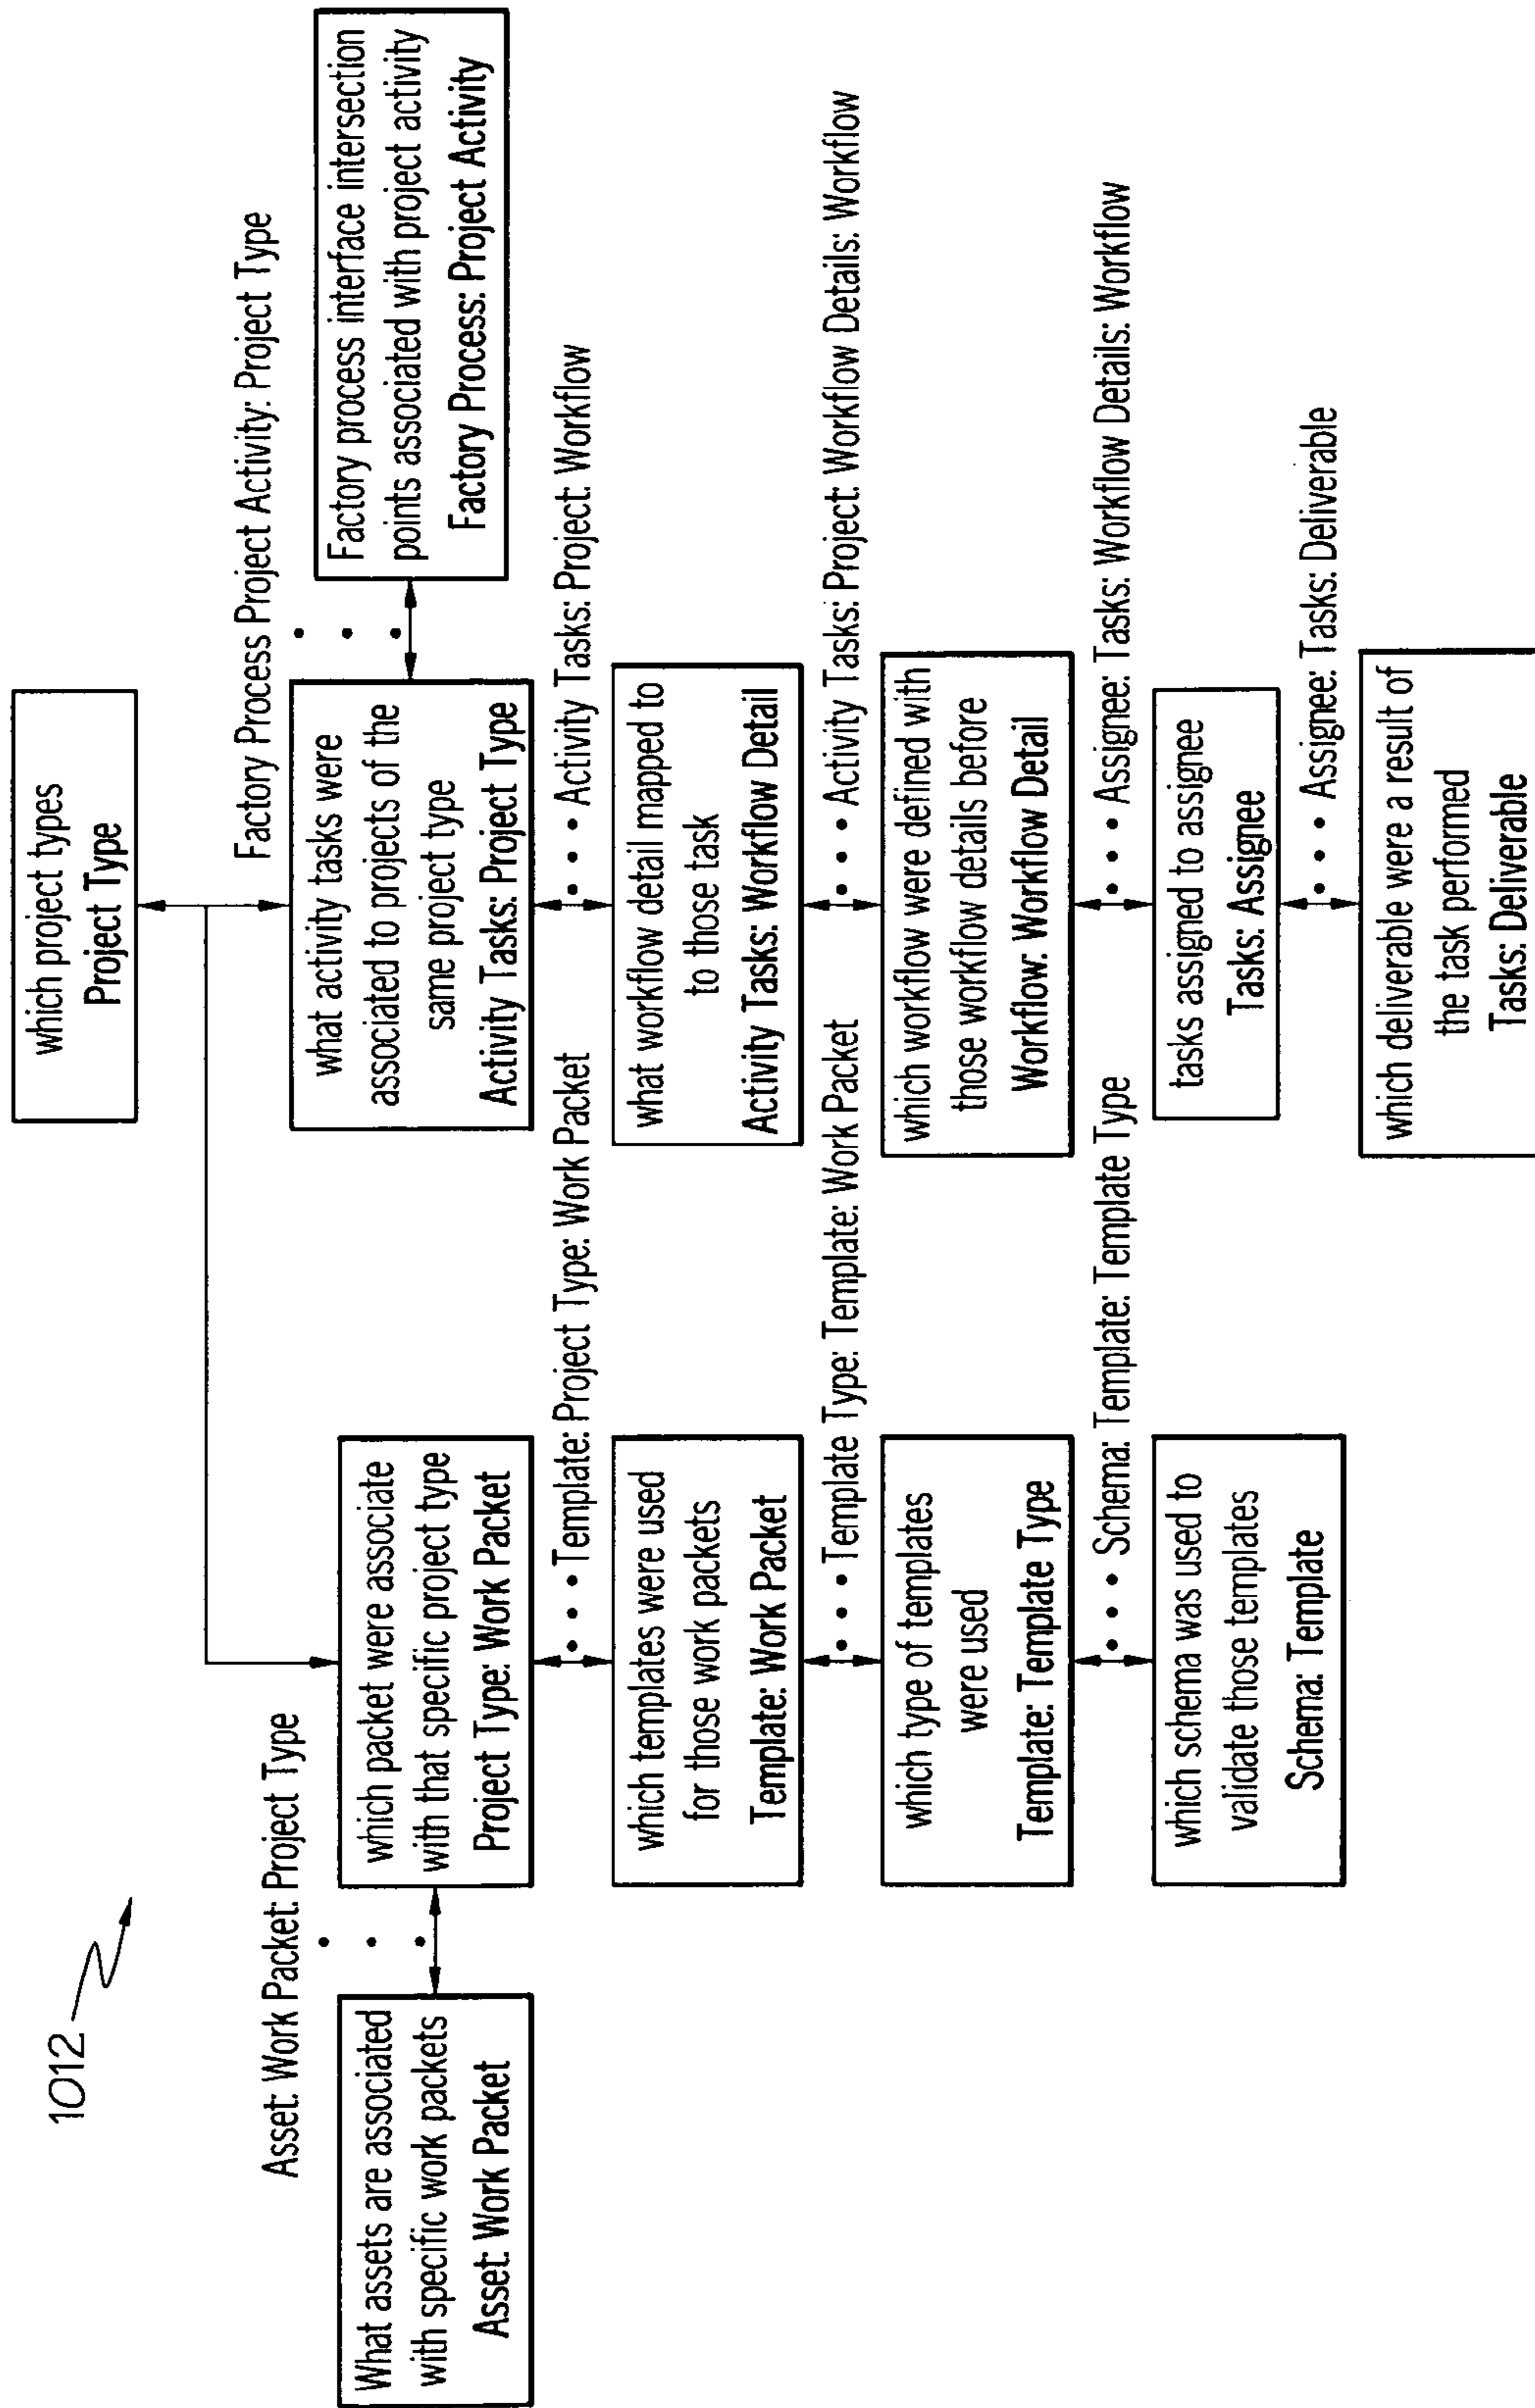 1012
which project types
Project Type
Asset: Work Packet: Project Type
Factory Process Project Activity: Project Type
What assets are associated
with specific work packets
Asset: Work Packet
which packet were associate
with that specific project type
Project Type: Work Packet
what activity tasks were
associated to projects of the
same project type
Activity Tasks: Project Type
Factory process interface intersection
points associated with project activity
Factory Process: Project Activity
Template: Project Type: Work Packet
Activity Tasks: Project: Workflow
which templates were used
for those work packets
Template: Work Packet
what workflow detail mapped to
to those task
Activity Tasks: Workflow Detail
Template Type: Template: Work Packet
Activity Tasks: Project: Workflow Details: Workflow
which type of templates
were used
Template: Template Type
which workflow were defined with
those workflow details before
Workflow: Workflow Detail
Schema: Template: Template Type
Assignee: Tasks: Workflow Details: Workflow
which schema was used to
validate those templates
Schema: Template
tasks assigned to assignee
Tasks: Assignee
Assignee: Tasks: Deliverable
which deliverable were a result of
the task performed
Tasks: Deliverable